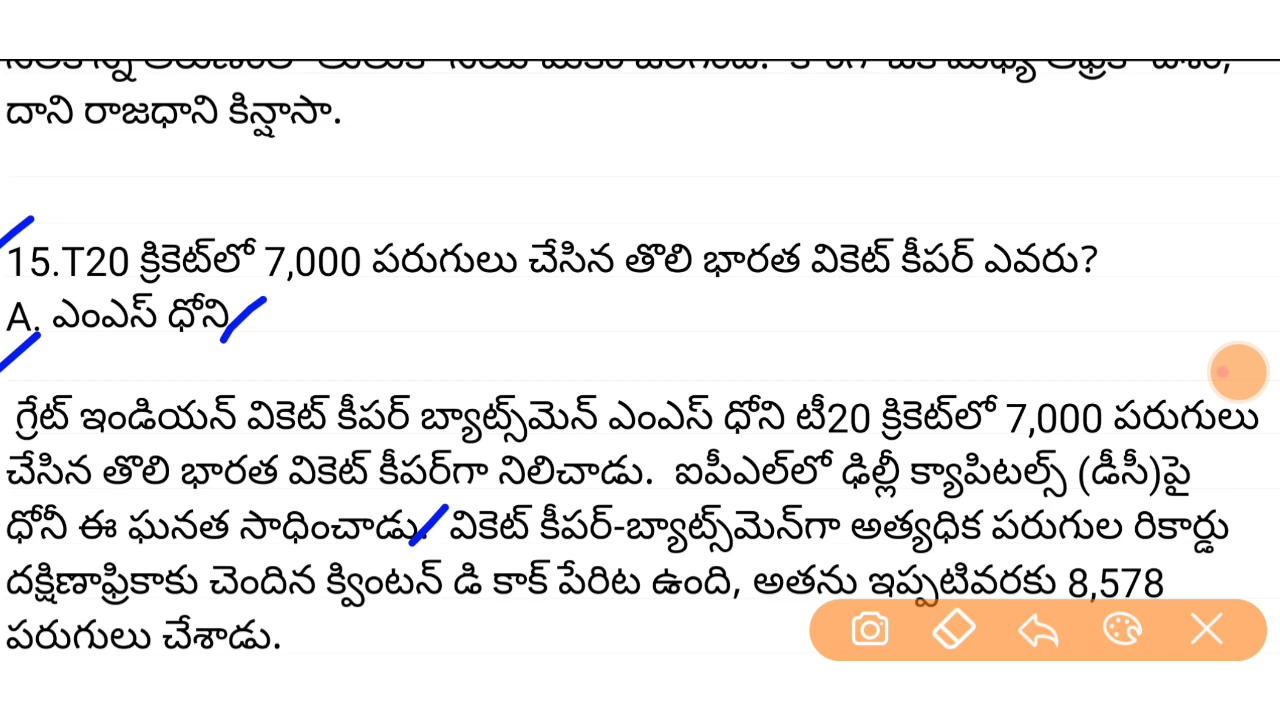 దాని రాజధాని కిన్షాసా.
15.T20 క్రికెట్‌లో 7,000 పరుగులు చేసిన తొలి భారత వికెట్ కీపర్ ఎవరు?
A. ఎంఎస్ ధోని
గ్రేట్ ఇండియన్ వికెట్ కీపర్ బ్యాట్స్‌మెన్ ఎంఎస్ ధోని టీ20 క్రికెట్‌లో 7,000 పరుగులు
చేసిన తొలి భారత వికెట్ కీపర్‌గా నిలిచాడు. ఐపీఎల్‌లో ఢిల్లీ క్యాపిటల్స్ (డీసీ)పై
ధోనీ ఈ ఘనత సాధించాడు. వికెట్ కీపర్-బ్యాట్స్‌మెన్‌గా అత్యధిక పరుగుల రికార్డు
దక్షిణాఫ్రికాకు చెందిన క్వింటన్ డి కాక్ పేరిట ఉంది, అతను ఇప్పటివరకు 8,578
పరుగులు చేశాడు.